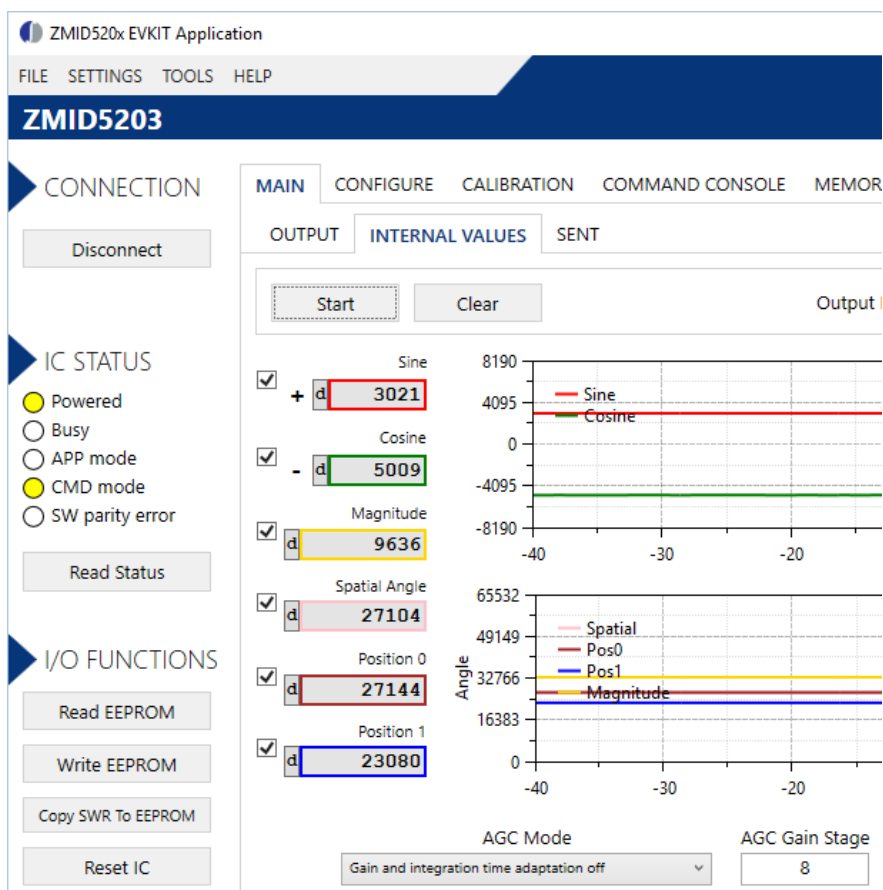 ZMID520x EVKIT Application
FILE SETTINGS TOOLS HELP
ZMID5203
CONNECTION
Disconnect
IC STATUS
Powered
Busy
APP mode
CMD mode
SW parity error
Read Status
I/O FUNCTIONS
Read EEPROM
Write EEPROM
Copy SWR To EEPROM
Reset IC
MAIN CONFIGURE CALIBRATION COMMAND CONSOLE MEMOR
OUTPUT INTERNAL VALUES SENT
Start Clear Output
Sine
+ d 3021
Cosine
- d 5009
Magnitude
d 9636
Spatial Angle
d 27104
Position 0
d 27144
Position 1
d 23080
8190
4095
0
-4095
-8190
Sine
Cosine
-40 -30 -20
Angle
65532
49149
32766
16383
0
Spatial
Pos0
Pos1
Magnitude
-40 -30 -20
AGC Mode
Gain and integration time adaptation off
AGC Gain Stage
8